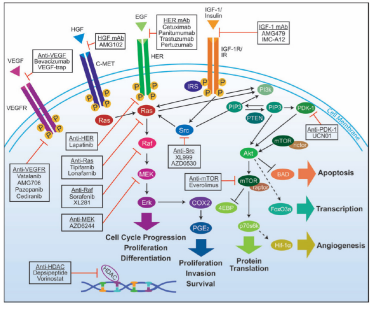 EGF
IGF-1/
Insulin
HGF
HER mAb
Cetuximab
Panitumumab
Trastuzumab
Pertuzumab
IGF-1 mAb
AMG479
IMC-A12
HGF mAb
AMG102
VEGF
Anti-VEGF
Bevacizumab
VEGF-trap
C-MET
HER
IGF-1R/
IR
VEGFR
IRS
PI3K
Cell Membrane
Ras
Ras
PIP2
PIP3
PDK-1
PTEN
Src
Anti-PDK-1
UCN01
Anti-HER
Lapatinib
Raf
Anti-Src
XL999
AZD0530
mTOR
rictor
Akt
Anti-Ras
Tipifarnib
Lonafarnib
Anti-VEGFR
Vatalanib
AMG706
Pazopanib
Cediranib
MEK
Anti-mTOR
Everolimus
mTOR
raptor
BAD
Apoptosis
Anti-Raf
Sorafenib
XL281
Erk
COX2
4EBP
FoxO3a
Transcription
Anti-MEK
AZD6244
p70S6K
Cell Cycle Progression
Proliferation
Differentiation
PGE2
Hif-1α
Angiogenesis
Anti-HDAC
Depsipeptide
Vorinostat
HDAC
Proliferation
Invasion
Survival
Protein
Translation